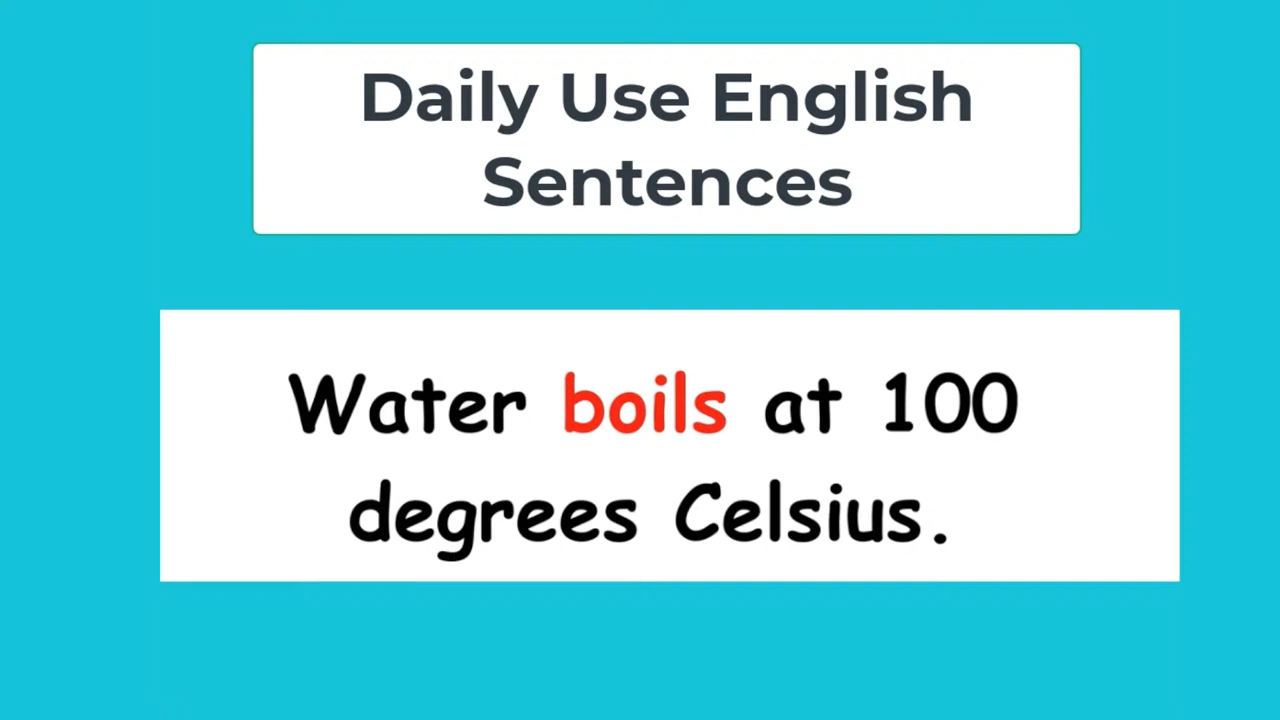 Daily Use English
Sentences
Water boils at 100
degrees Celsius.